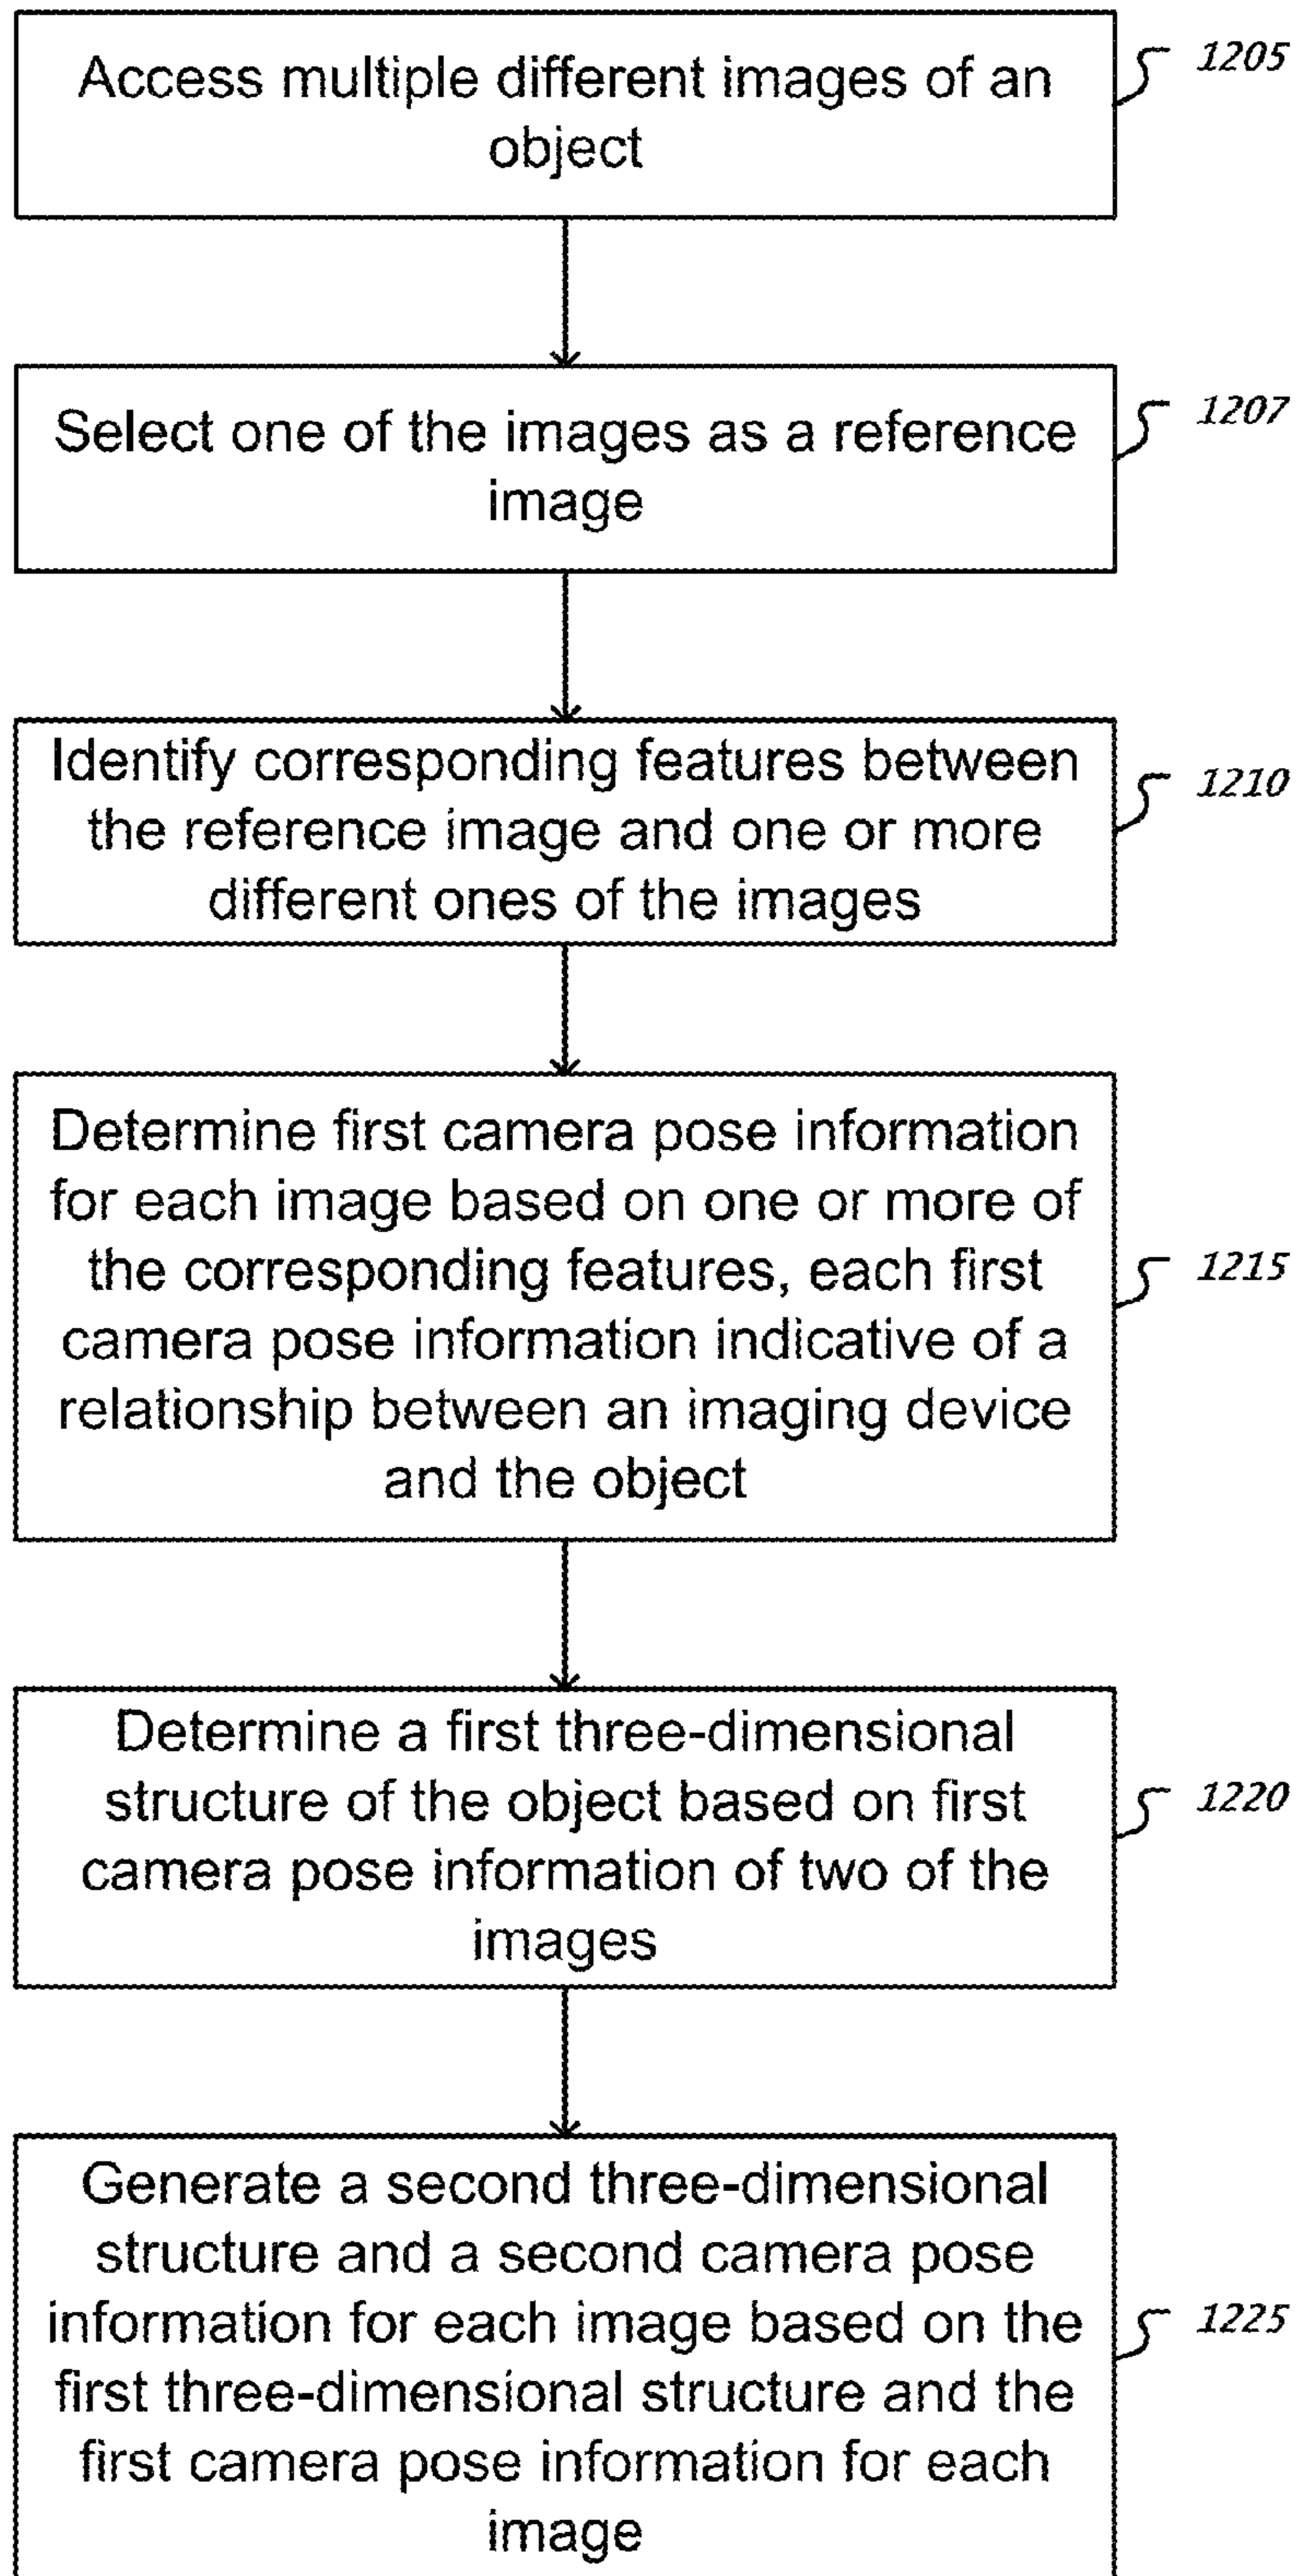 Access multiple different images of an
object
1205
Select one of the images as a reference
image
1207
Identify corresponding features between
the reference image and one or more
different ones of the images
1210
Determine first camera pose information
for each image based on one or more of
the corresponding features, each first
camera pose information indicative of a
relationship between an imaging device
and the object
1215
Determine a first three-dimensional
structure of the object based on first
camera pose information of two of the
images
1220
Generate a second three-dimensional
structure and a second camera pose
information for each image based on the
first three-dimensional structure and the
first camera pose information for each
image
1225